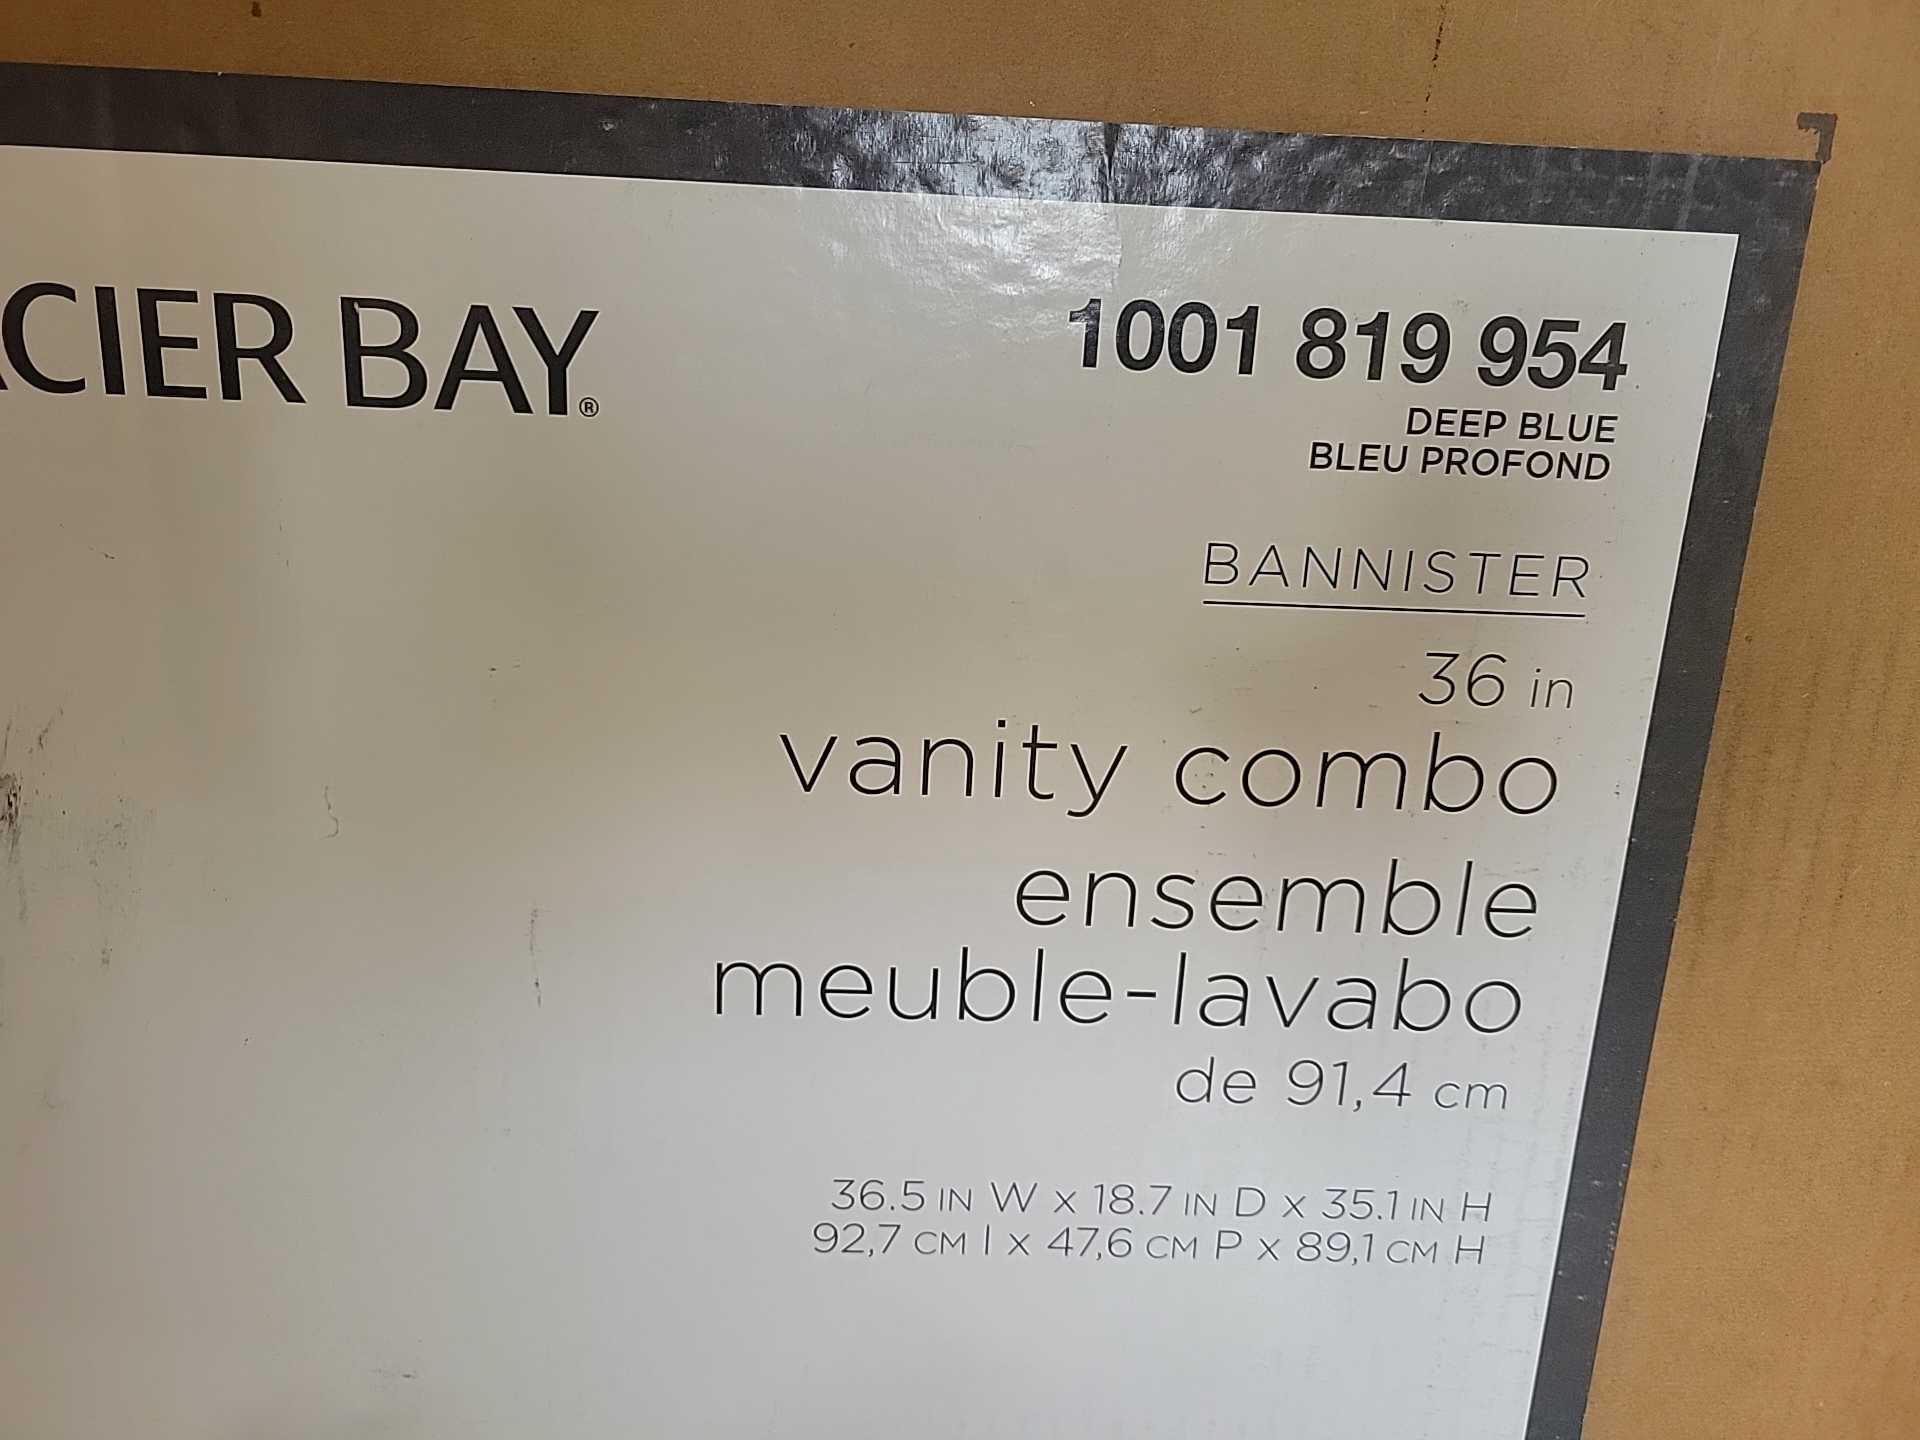 CIER BAY®
1001 819 954
DEEP BLUE
BLEU PROFOND
BANNISTER
36 in
vanity combo
ensemble
meuble-lavabo
de 91,4 cm
36.5 IN W x 18.7 IN D x 35.1 IN H
92,7 CM l x 47,6 CM P x 89,1 CM H